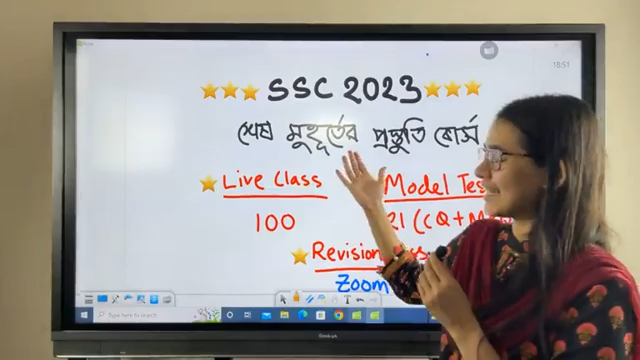 18:51
SSC 2023
শেষ মুহূর্তের প্রস্তুতি কোর্স
Live Class Model Tes
100 21 (CQ + M
Revision
Zoom
Type here to search